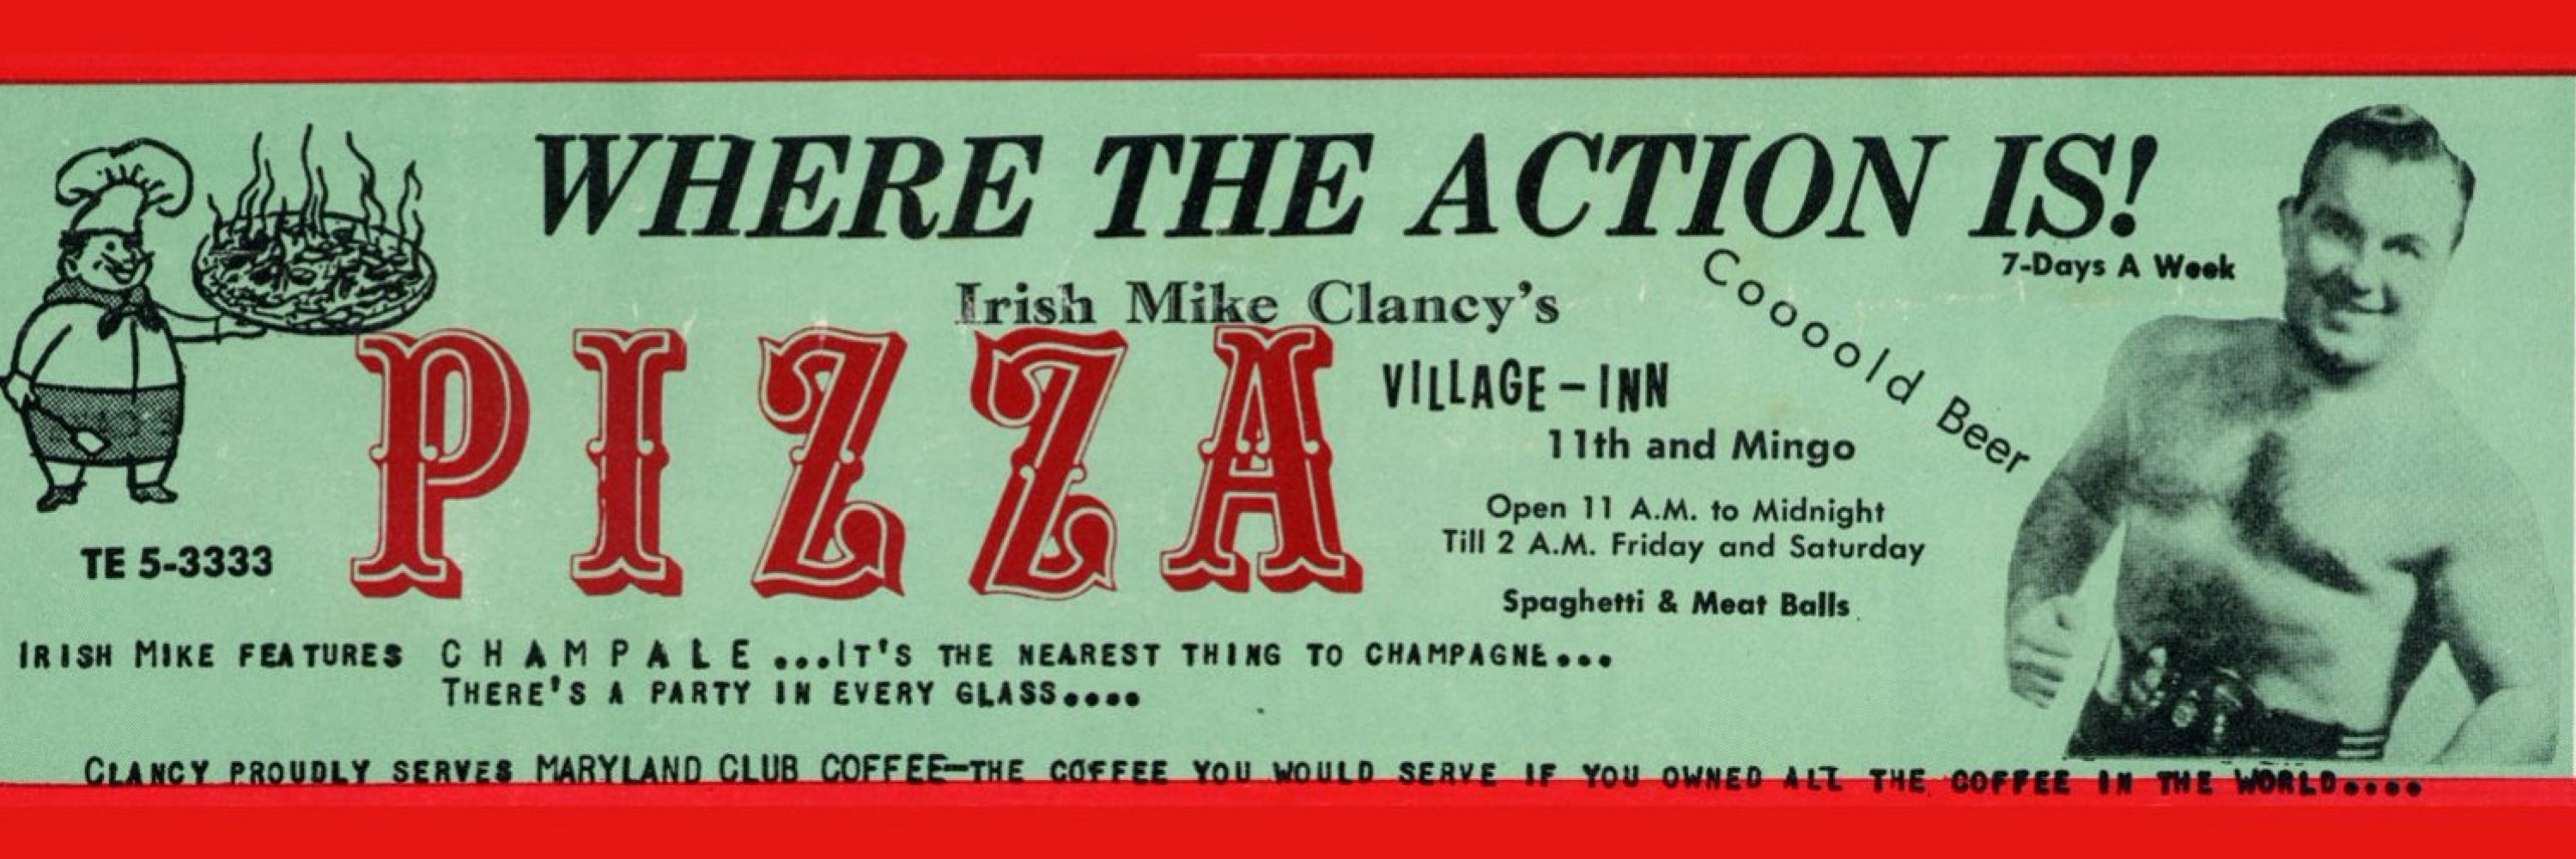 WHERE THE ACTION IS!
7-Days A Week
Irish Mike Clancy's
Coooold Beer
PIZZA
VILLAGE-INN
11th and Mingo
Open 11 A.M. to Midnight
Till 2 A.M. Friday and Saturday
TE 5-3333
Spaghetti & Meat Balls
IRISH MIKE FEATURES CHAMPALE...IT'S THE NEAREST THING TO CHAMPAGNE...
THERE'S A PARTY IN EVERY GLASS....
CLANCY PROUDLY SERVES MARYLAND CLUB COFFEE—THE COFFEE YOU WOULD SERVE IF YOU OWNED ALL THE COFFEE IN THE WORLD....